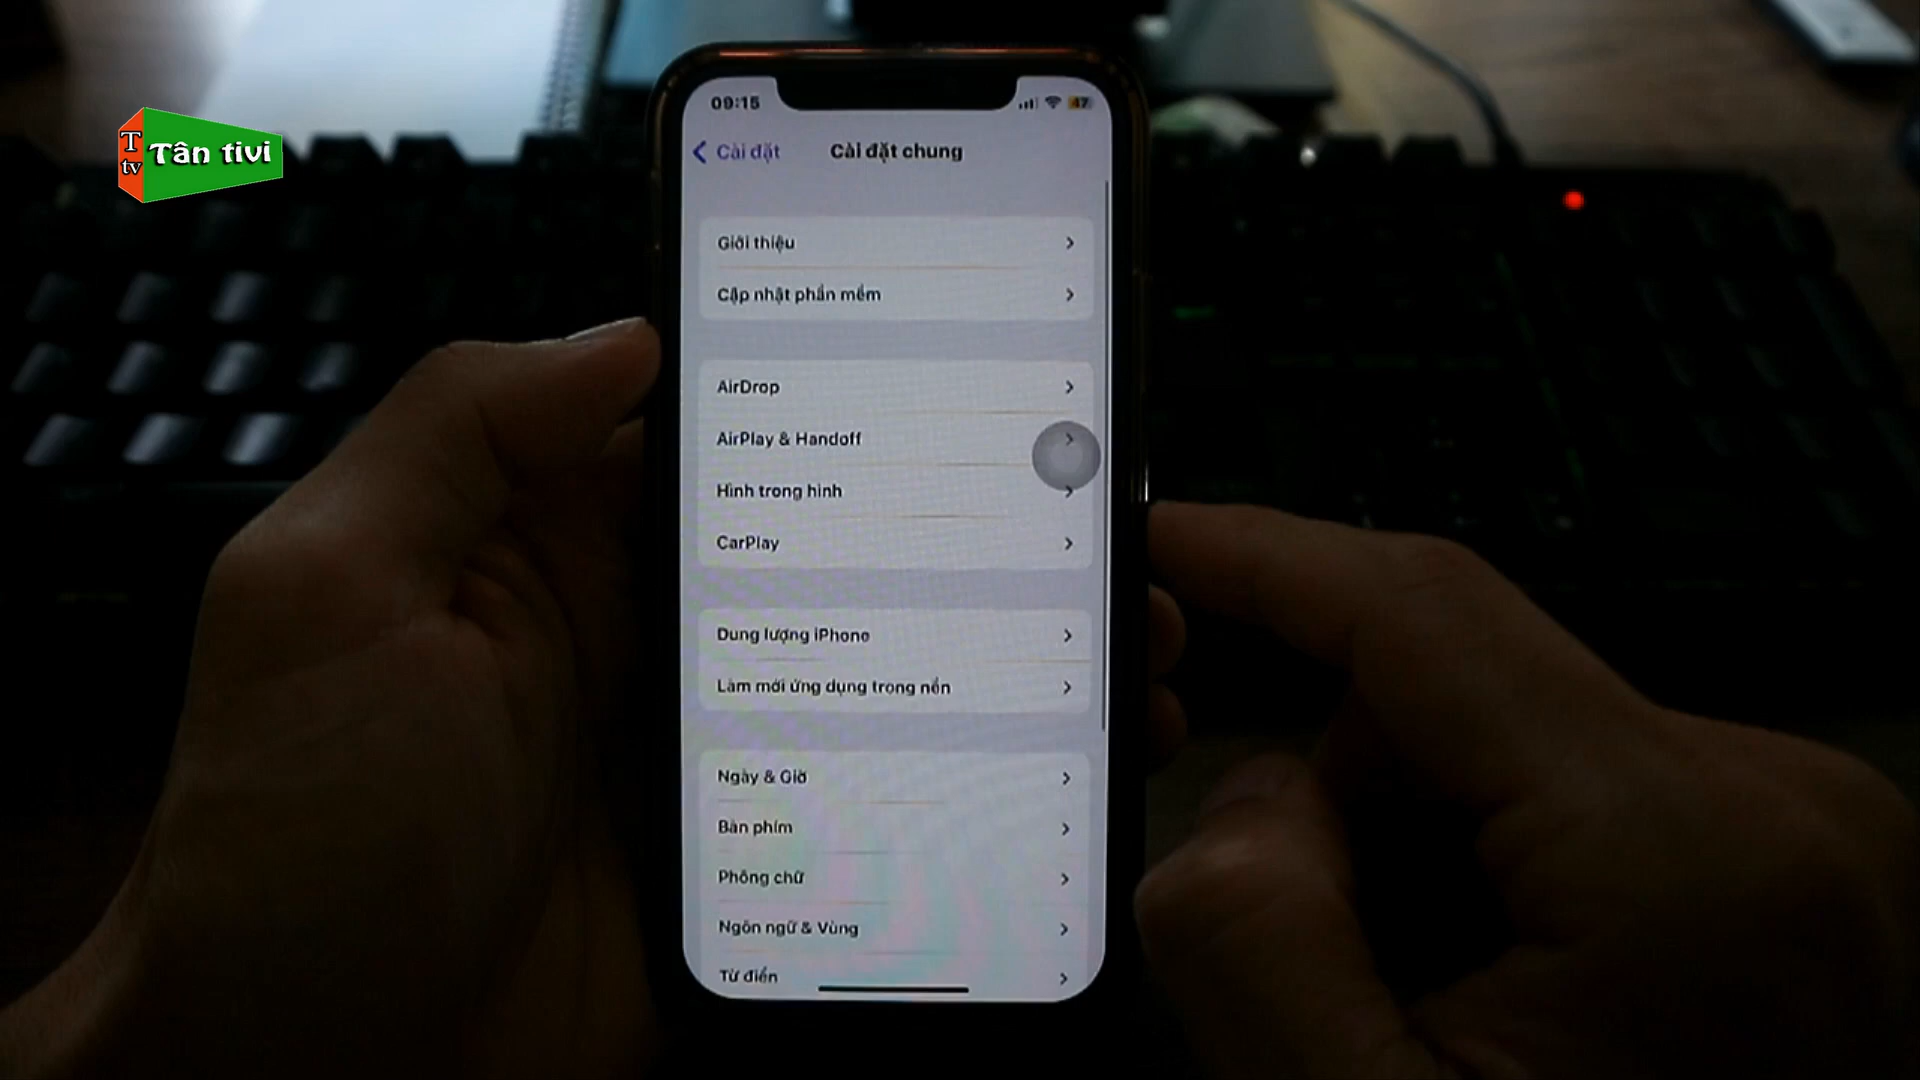 T
tv
Tân tivi
09:15
47
Cài đặt
Cài đặt chung
Giới thiệu
Cập nhật phần mềm
AirDrop
AirPlay & Handoff
Hình trong hình
CarPlay
Dung lượng iPhone
Làm mới ứng dụng trong nền
Ngày & Giờ
Bàn phím
Phông chữ
Ngôn ngữ & Vùng
Từ điển